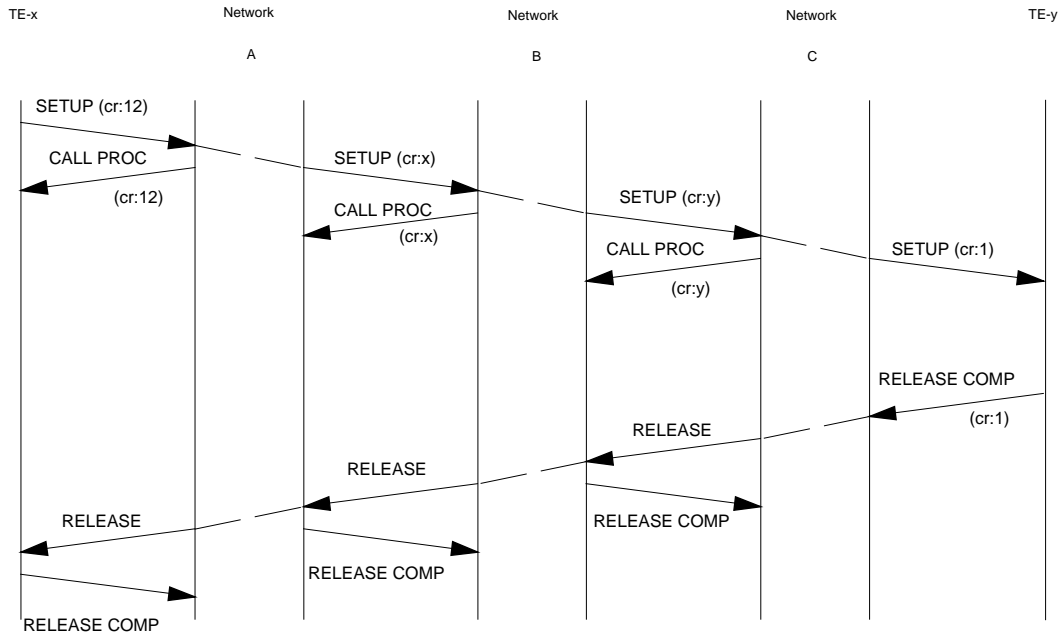 TE-x
Network
Network
Network
TE-y
A
B
C
SETUP (cr:12)
CALL PROC
(cr:12)
SETUP (cr:x)
CALL PROC
(cr:x)
SETUP (cr:y)
CALL PROC
(cr:y)
SETUP (cr:1)
RELEASE COMP
(cr:1)
RELEASE
RELEASE
RELEASE COMP
RELEASE
RELEASE COMP
RELEASE COMP